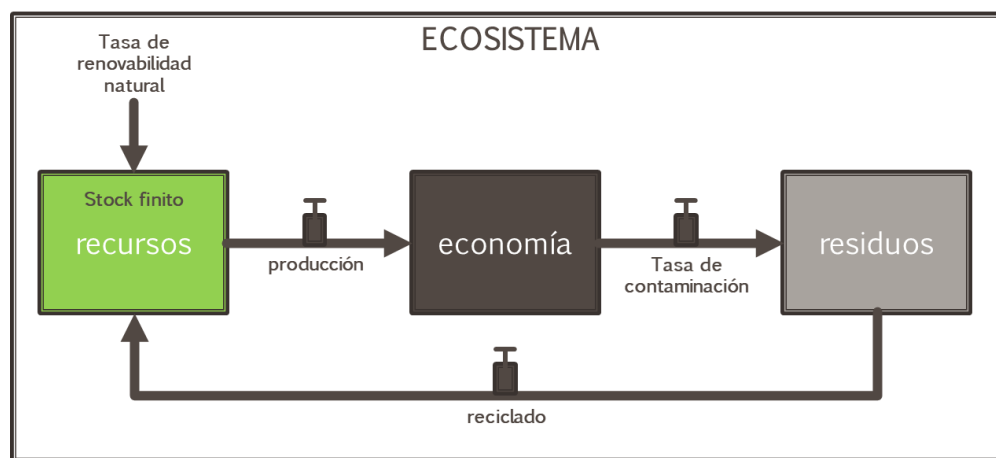 ECOSISTEMA
Tasa de
renovabilidad
natural
Stock finito
recursos
producción
economía
Tasa de
contaminación
residuos
reciclado